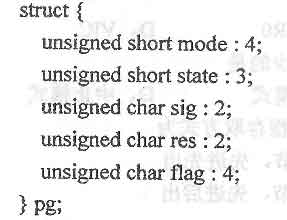 struct {
unsigned short mode : 4;
unsigned short state : 3;
unsigned char sig : 2;
unsigned char res : 2;
unsigned char flag : 4;
} pg;